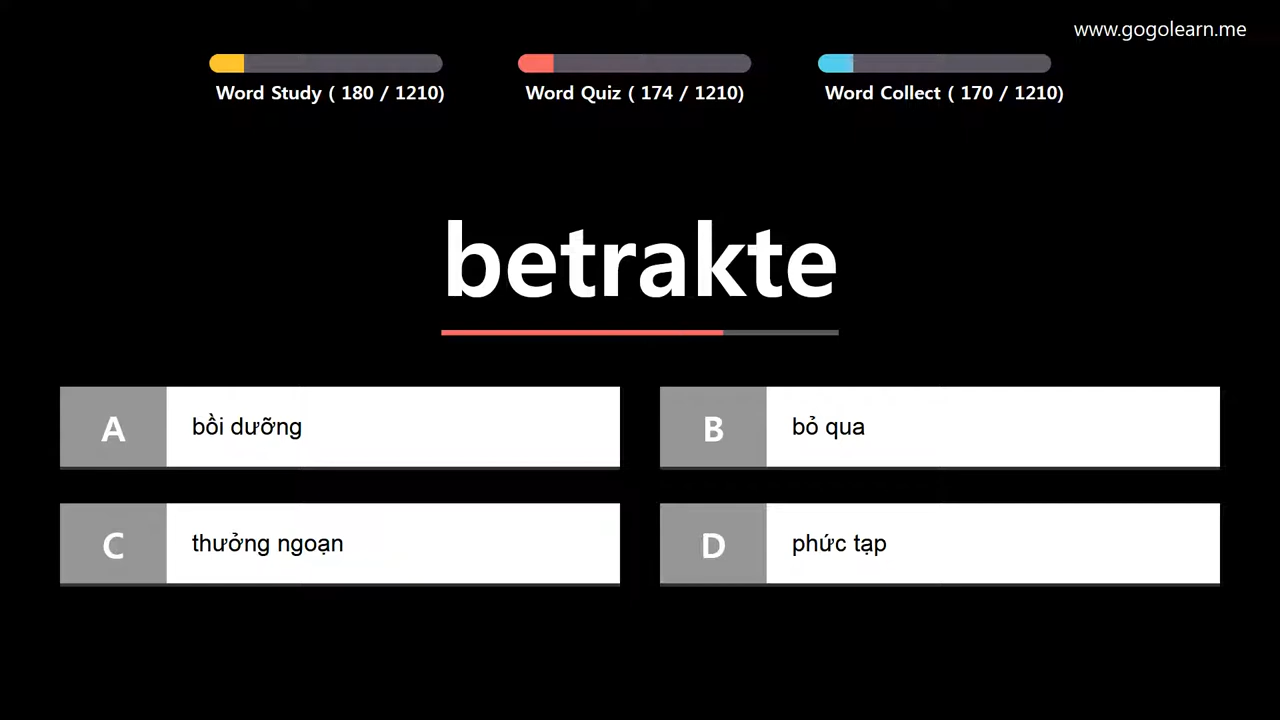 www.gogolearn.me
Word Study ( 180 / 1210)
Word Quiz ( 174 / 1210)
Word Collect ( 170 / 1210)
betrakte
A bồi dưỡng
B bỏ qua
C thưởng ngoạn
D phức tạp